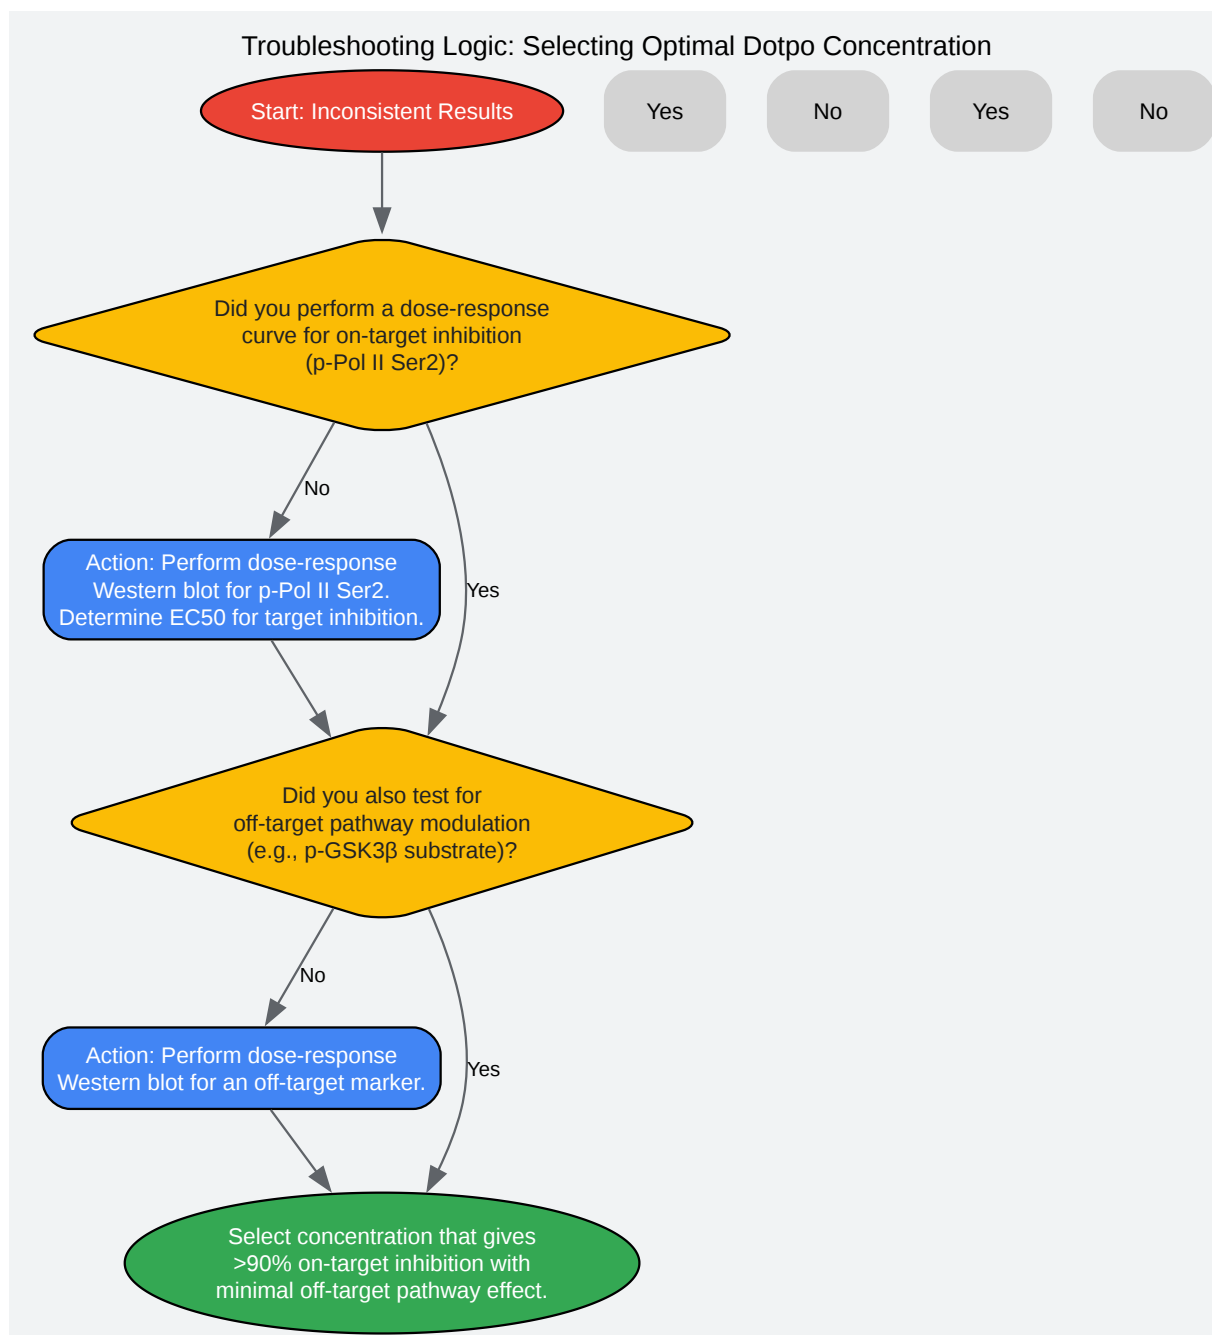 Troubleshooting Logic: Selecting Optimal Dotpo Concentration
Start: Inconsistent Results
Yes
No
Yes
No
Did you perform a dose-response
curve for on-target inhibition
(p-Pol II Ser2)?
No
Action: Perform dose-response
Western blot for p-Pol II Ser2.
Determine EC50 for target inhibition.
Yes
Did you also test for
off-target pathway modulation
(e.g., p-GSK3β substrate)?
No
Action: Perform dose-response
Western blot for an off-target marker.
Yes
Select concentration that gives
>90% on-target inhibition with
minimal off-target pathway effect.